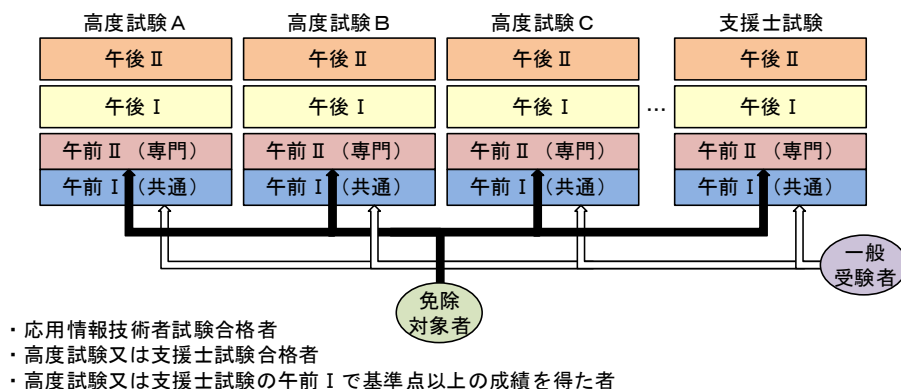 高度試験A 高度試験B 高度試験C 支援士試験
午後Ⅱ 午後Ⅱ 午後Ⅱ 午後Ⅱ
午後Ⅰ 午後Ⅰ 午後Ⅰ … 午後Ⅰ
午前Ⅱ(専門) 午前Ⅱ(専門) 午前Ⅱ(専門) 午前Ⅱ(専門)
午前Ⅰ(共通) 午前Ⅰ(共通) 午前Ⅰ(共通) 午前Ⅰ(共通)
一般
受験者
免除
対象者
・応用情報技術者試験合格者
・高度試験又は支援士試験合格者
・高度試験又は支援士試験の午前Ⅰで基準点以上の成績を得た者